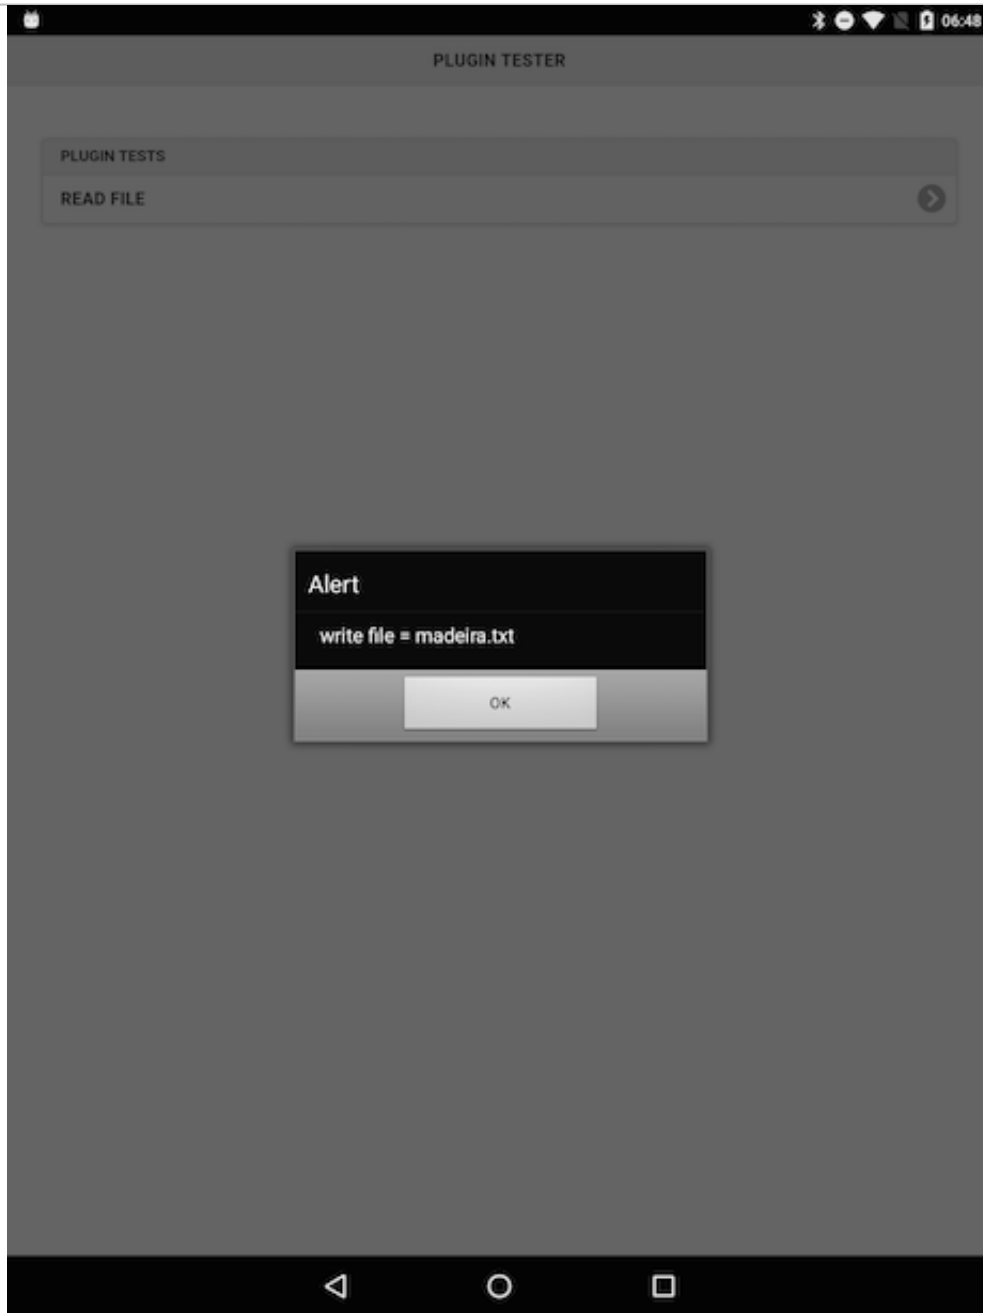 06:48
PLUGIN TESTER
PLUGIN TESTS
READ FILE
Alert
write file = madeira.txt
OK